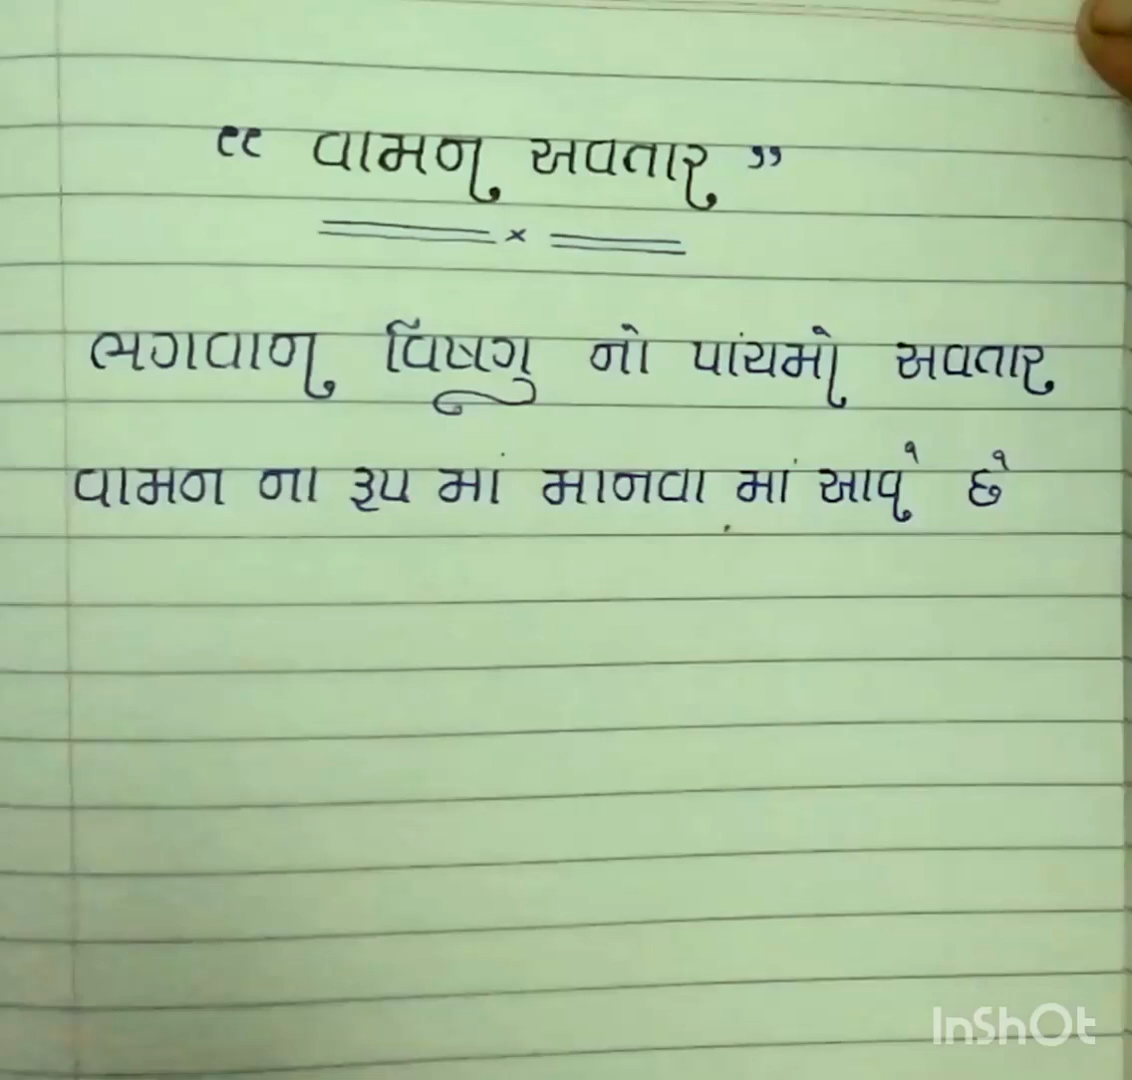 “ વામન અવતાર ”
ભગવાન વિષ્ણુ નો પાંચમો અવતાર
વામન ના રૂપ માં માનવા માં આવે છે
InShOt